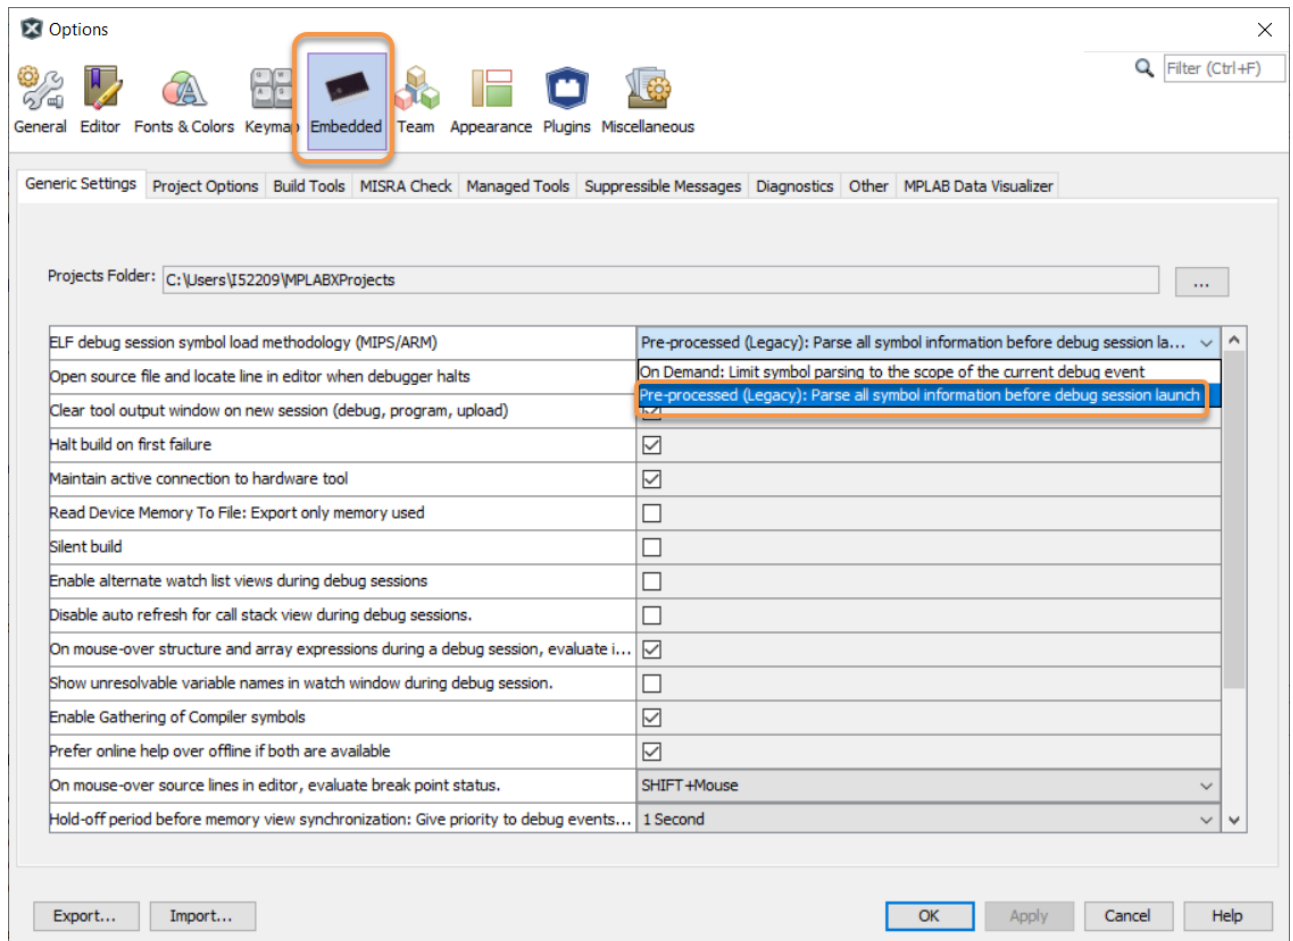 Options
Filter (Ctrl+F)
General Editor Fonts & Colors Keymap Embedded Team Appearance Plugins Miscellaneous
Generic Settings Project Options Build Tools MISRA Check Managed Tools Suppressible Messages Diagnostics Other MPLAB Data Visualizer
Projects Folder: C:\Users\I52209\MPLABXProjects ...
ELF debug session symbol load methodology (MIPS/ARM) Pre-processed (Legacy): Parse all symbol information before debug session la...
On Demand: Limit symbol parsing to the scope of the current debug event
Open source file and locate line in editor when debugger halts
Pre-processed (Legacy): Parse all symbol information before debug session launch
Clear tool output window on new session (debug, program, upload)
Halt build on first failure
Maintain active connection to hardware tool
Read Device Memory To File: Export only memory used
Silent build
Enable alternate watch list views during debug sessions
Disable auto refresh for call stack view during debug sessions.
On mouse-over structure and array expressions during a debug session, evaluate i...
Show unresolvable variable names in watch window during debug session.
Enable Gathering of Compiler symbols
Prefer online help over offline if both are available
On mouse-over source lines in editor, evaluate break point status. SHIFT+Mouse
Hold-off period before memory view synchronization: Give priority to debug events... 1 Second
Export... Import... OK Apply Cancel Help